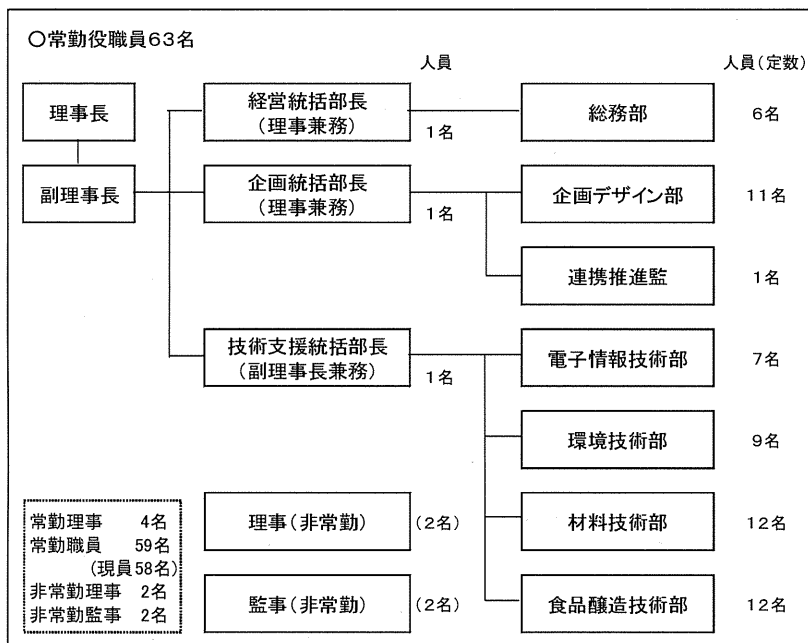 ○常勤役職員63名
人員
人員(定数)
理事長
経営統括部長
(理事兼務)
1名
総務部
6名
副理事長
企画統括部長
(理事兼務)
1名
企画デザイン部
11名
連携推進監
1名
技術支援統括部長
(副理事長兼務)
1名
電子情報技術部
7名
環境技術部
9名
常勤理事 4名
常勤職員 59名
(現員58名)
非常勤理事 2名
非常勤監事 2名
理事(非常勤)
(2名)
材料技術部
12名
監事(非常勤)
(2名)
食品醸造技術部
12名